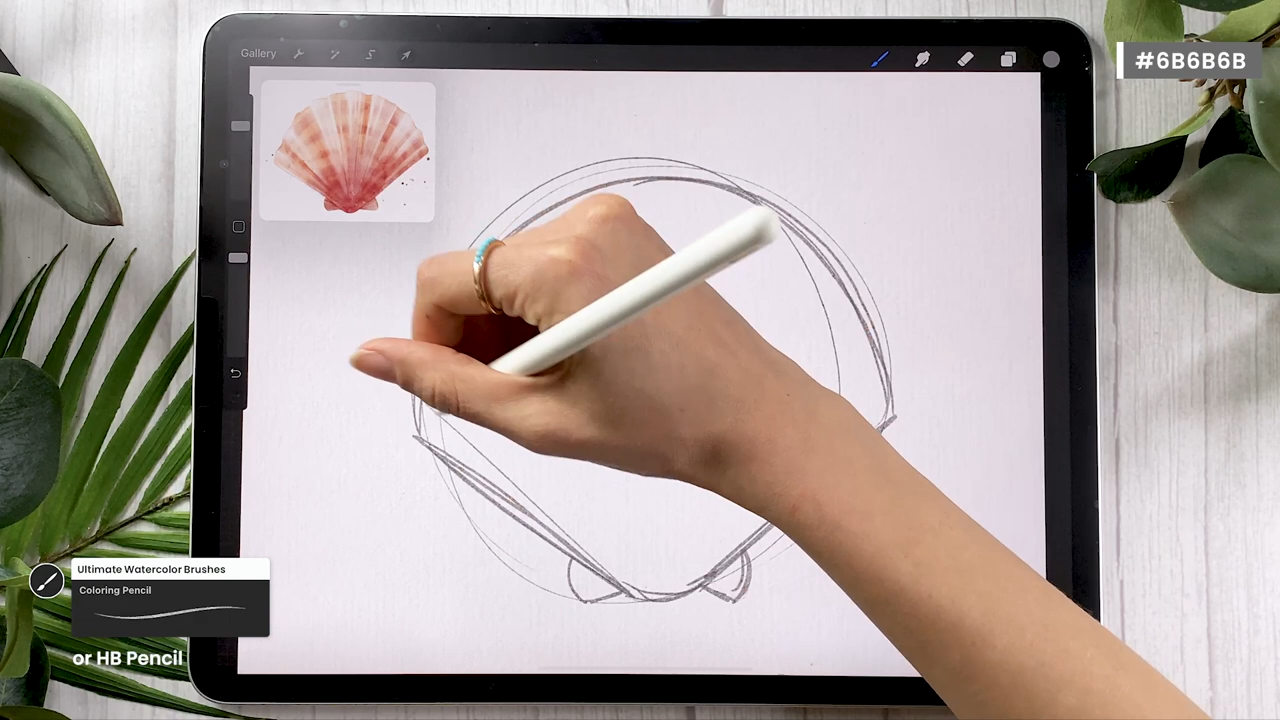 Gallery
#6B6B6B
Ultimate Watercolor Brushes
Coloring Pencil
or HB Pencil